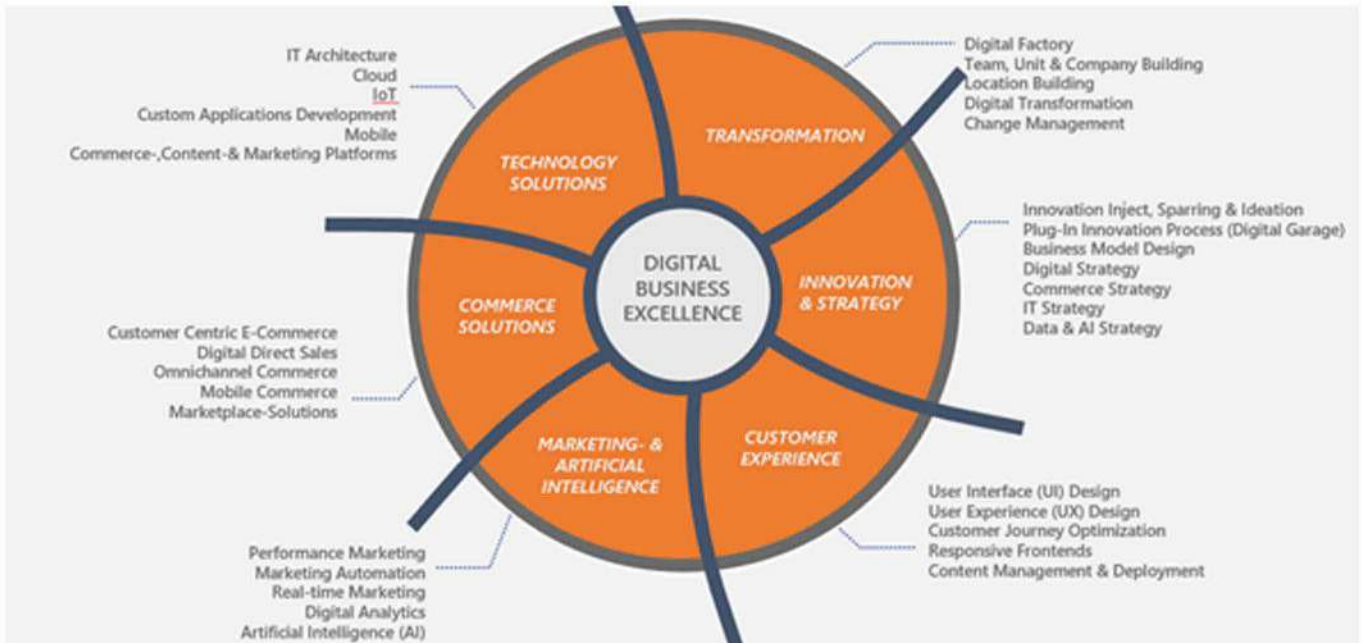 IT Architecture
Cloud
IoT
Custom Applications Development
Mobile
Commerce-,Content-& Marketing Platforms
TECHNOLOGY
SOLUTIONS
TRANSFORMATION
Digital Factory
Team, Unit & Company Building
Location Building
Digital Transformation
Change Management
DIGITAL
BUSINESS
EXCELLENCE
INNOVATION
& STRATEGY
Innovation Inject, Sparring & Ideation
Plug-In Innovation Process (Digital Garage)
Business Model Design
Digital Strategy
Commerce Strategy
IT Strategy
Data & AI Strategy
COMMERCE
SOLUTIONS
Customer Centric E-Commerce
Digital Direct Sales
Omnichannel Commerce
Mobile Commerce
Marketplace-Solutions
MARKETING- &
ARTIFICIAL
INTELLIGENCE
Performance Marketing
Marketing Automation
Real-time Marketing
Digital Analytics
Artificial Intelligence (AI)
CUSTOMER
EXPERIENCE
User Interface (UI) Design
User Experience (UX) Design
Customer Journey Optimization
Responsive Frontends
Content Management & Deployment